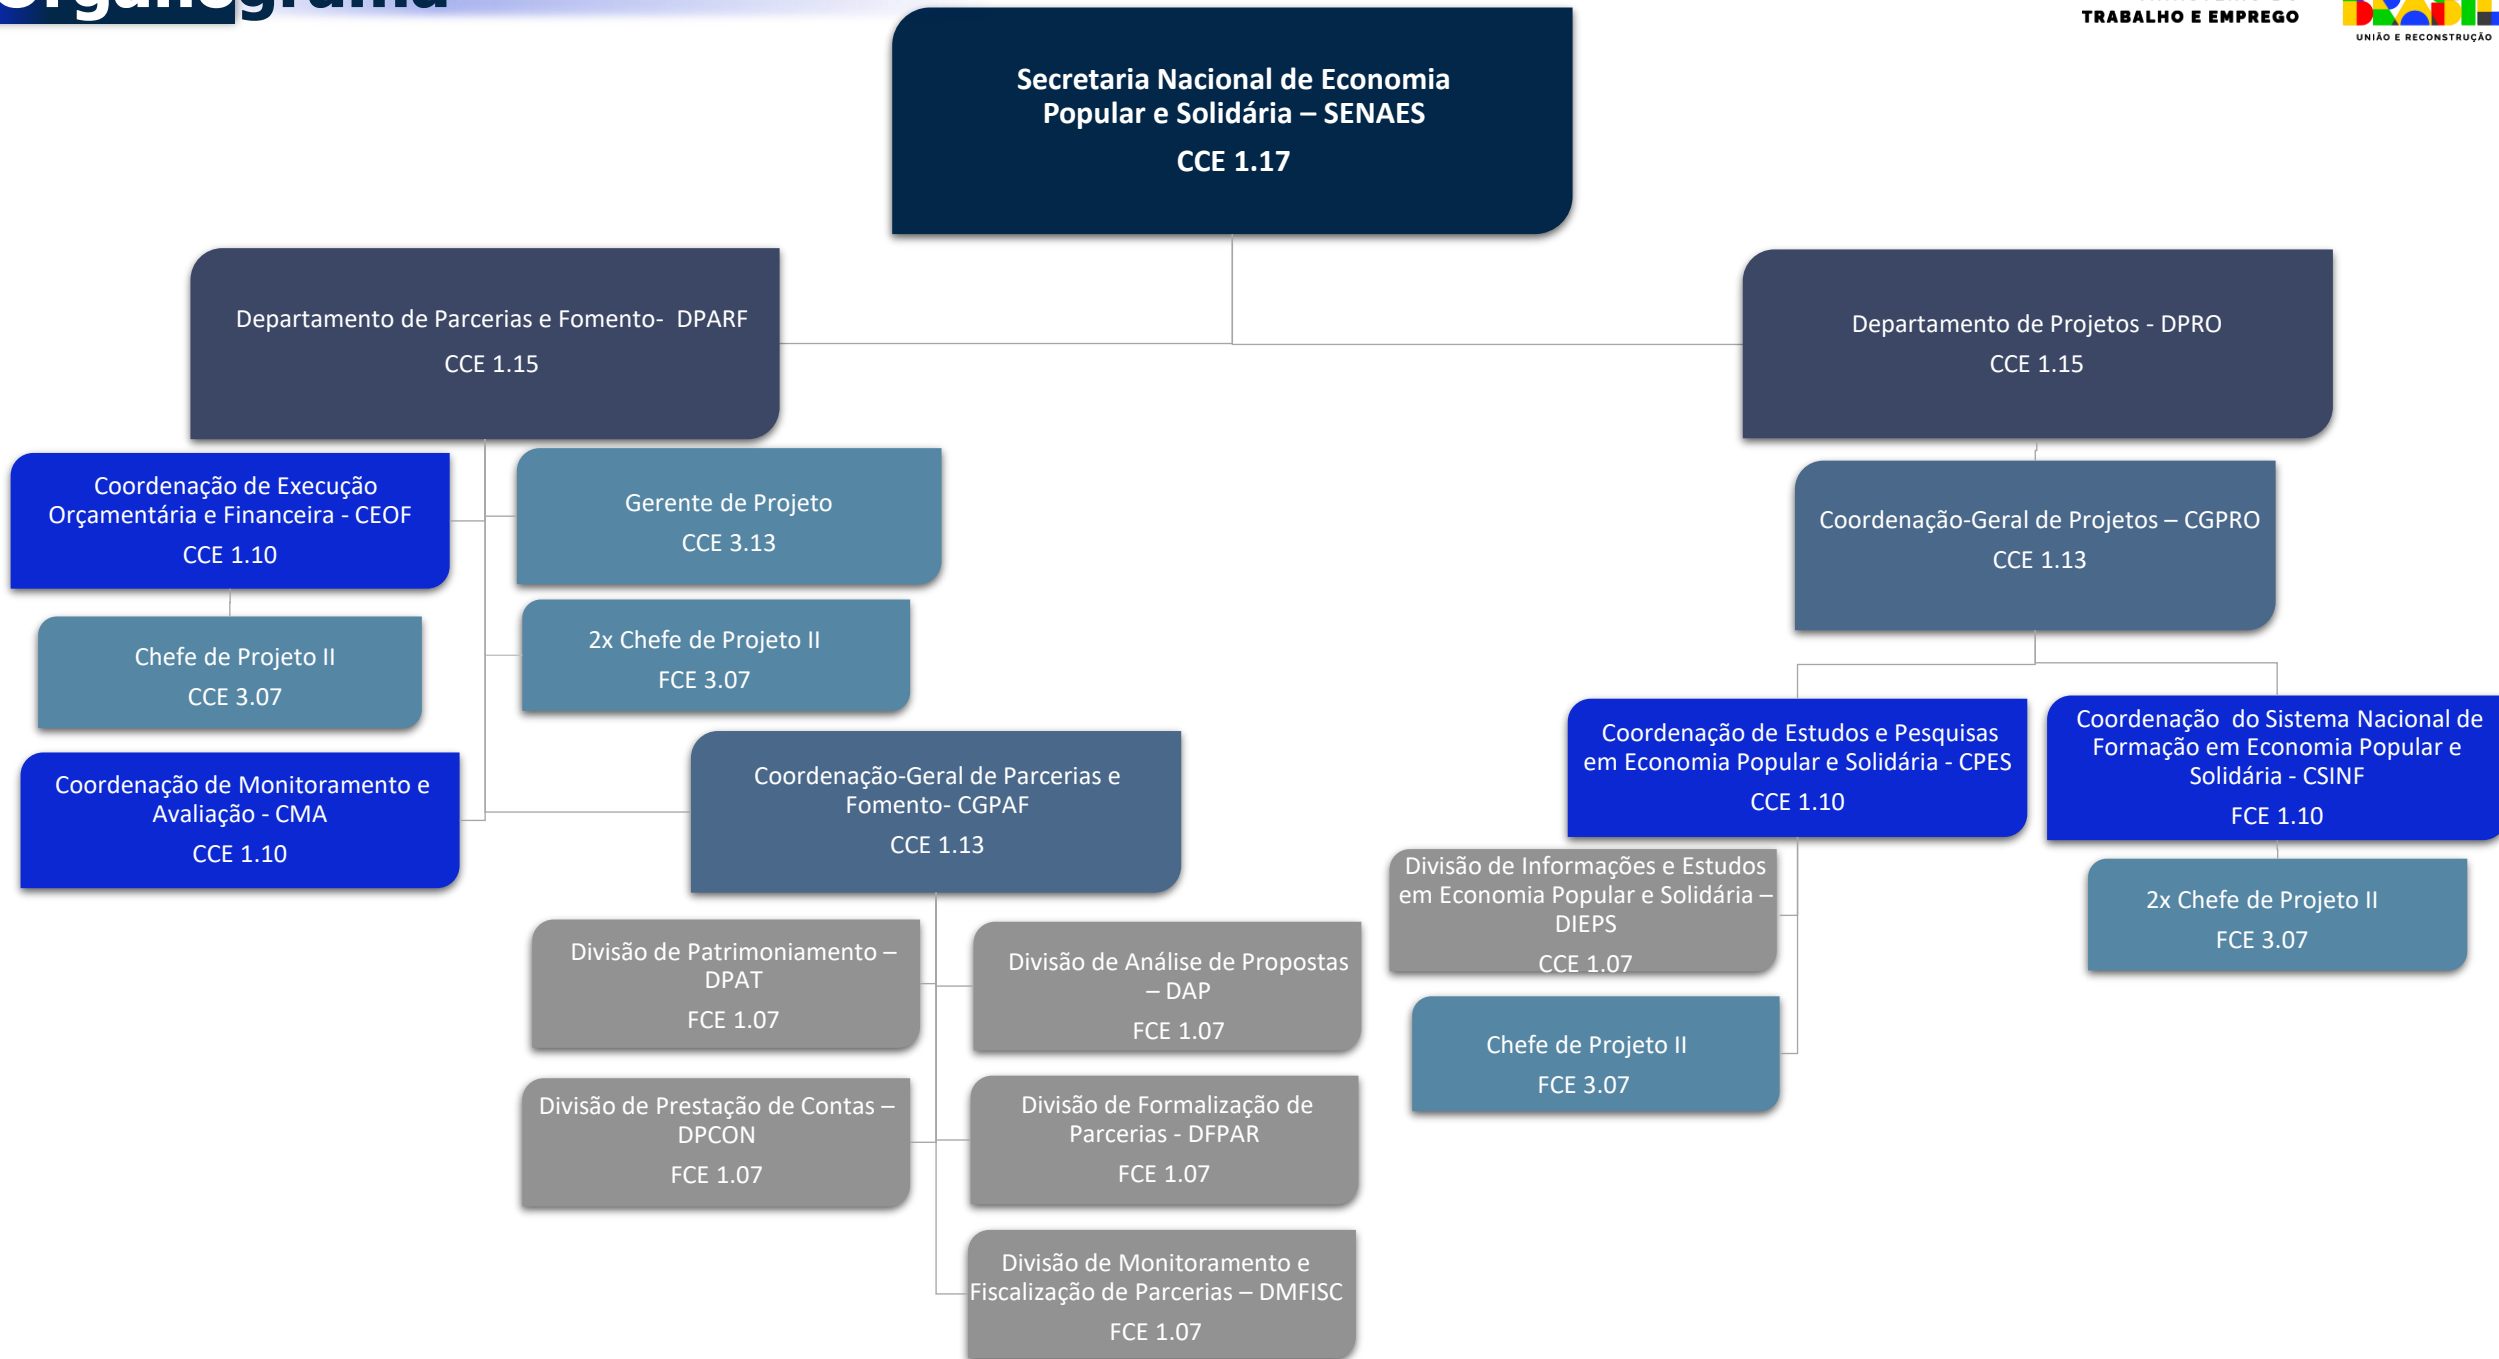 Organograma
TRABALHO E EMPREGO
BRASIL
UNIÃO E RECONSTRUÇÃO
Secretaria Nacional de Economia
Popular e Solidária – SENAES
CCE 1.17
Departamento de Parcerias e Fomento- DPARF
CCE 1.15
Departamento de Projetos - DPRO
CCE 1.15
Coordenação de Execução
Orçamentária e Financeira - CEOF
CCE 1.10
Gerente de Projeto
CCE 3.13
Coordenação-Geral de Projetos – CGPRO
CCE 1.13
Chefe de Projeto II
CCE 3.07
2x Chefe de Projeto II
FCE 3.07
Coordenação de Monitoramento e
Avaliação - CMA
CCE 1.10
Coordenação-Geral de Parcerias e
Fomento- CGPAF
CCE 1.13
Coordenação de Estudos e Pesquisas
em Economia Popular e Solidária - CPES
CCE 1.10
Coordenação do Sistema Nacional de
Formação em Economia Popular e
Solidária - CSINF
FCE 1.10
Divisão de Informações e Estudos
em Economia Popular e Solidária –
DIEPS
CCE 1.07
2x Chefe de Projeto II
FCE 3.07
Divisão de Patrimoniamento –
DPAT
FCE 1.07
Divisão de Análise de Propostas
– DAP
FCE 1.07
Chefe de Projeto II
FCE 3.07
Divisão de Prestação de Contas –
DPCON
FCE 1.07
Divisão de Formalização de
Parcerias - DFPAR
FCE 1.07
Divisão de Monitoramento e
Fiscalização de Parcerias – DMFISC
FCE 1.07